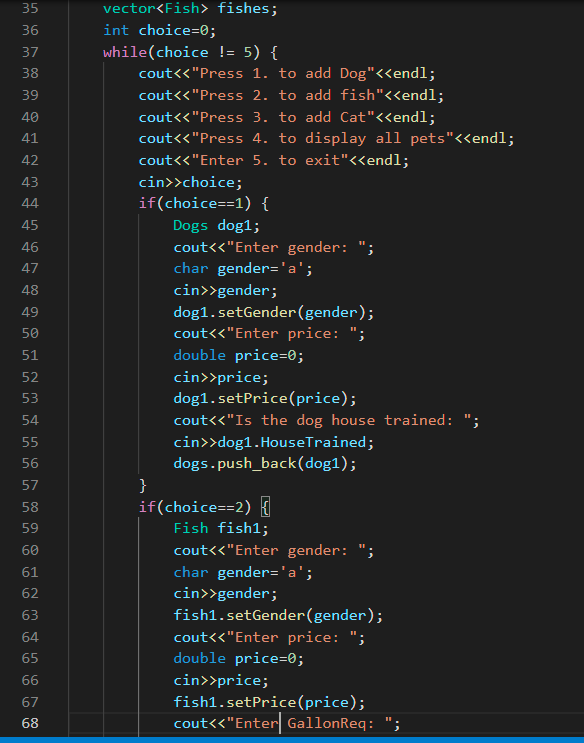 35 vector<Fish> fishes;
36 int choice=0;
37 while(choice != 5) {
38 cout<<"Press 1. to add Dog"<<endl;
39 cout<<"Press 2. to add fish"<<endl;
40 cout<<"Press 3. to add Cat"<<endl;
41 cout<<"Press 4. to display all pets"<<endl;
42 cout<<"Enter 5. to exit"<<endl;
43 cin>>choice;
44 if(choice==1) {
45 Dogs dog1;
46 cout<<"Enter gender: ";
47 char gender='a';
48 cin>>gender;
49 dog1.setGender(gender);
50 cout<<"Enter price: ";
51 double price=0;
52 cin>>price;
53 dog1.setPrice(price);
54 cout<<"Is the dog house trained: ";
55 cin>>dog1.HouseTrained;
56 dogs.push_back(dog1);
57 }
58 if(choice==2) {
59 Fish fish1;
60 cout<<"Enter gender: ";
61 char gender='a';
62 cin>>gender;
63 fish1.setGender(gender);
64 cout<<"Enter price: ";
65 double price=0;
66 cin>>price;
67 fish1.setPrice(price);
68 cout<<"Enter GallonReq: ";